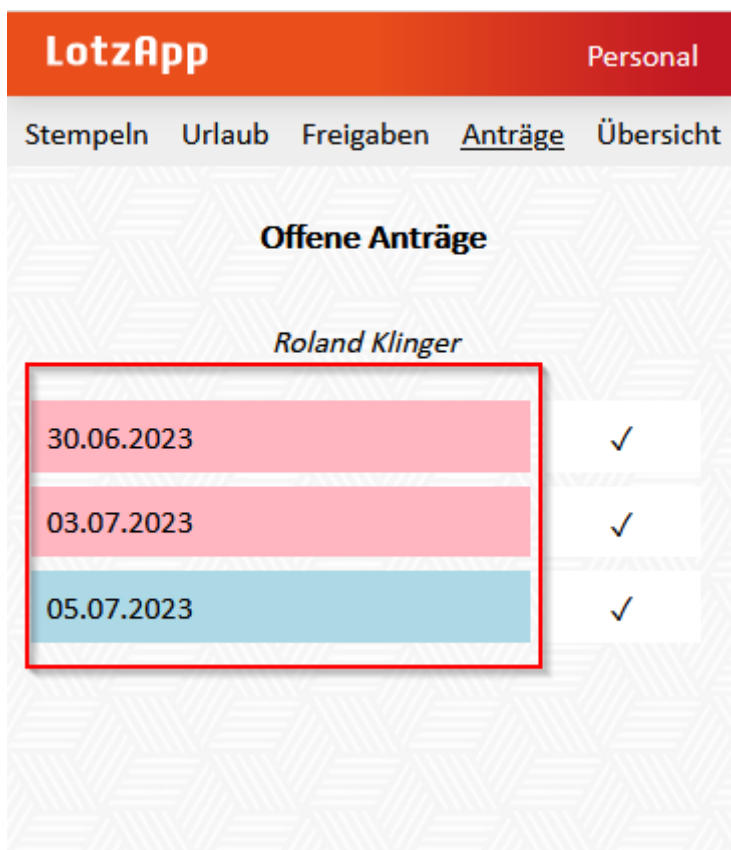 LotzApp Personal
Stempeln Urlaub Freigaben Anträge Übersicht
Offene Anträge
Roland Klinger
30.06.2023 ✓
03.07.2023 ✓
05.07.2023 ✓